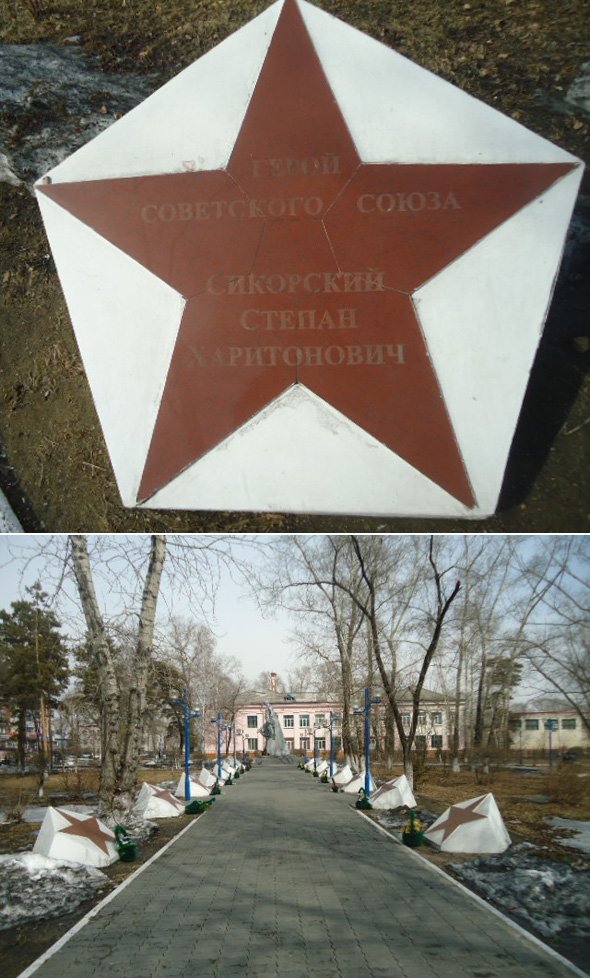 ГЕРОЙ
СОВЕТСКОГО СОЮЗА
СИКОРСКИЙ
СТЕПАН
ХАРИТОНОВИЧ